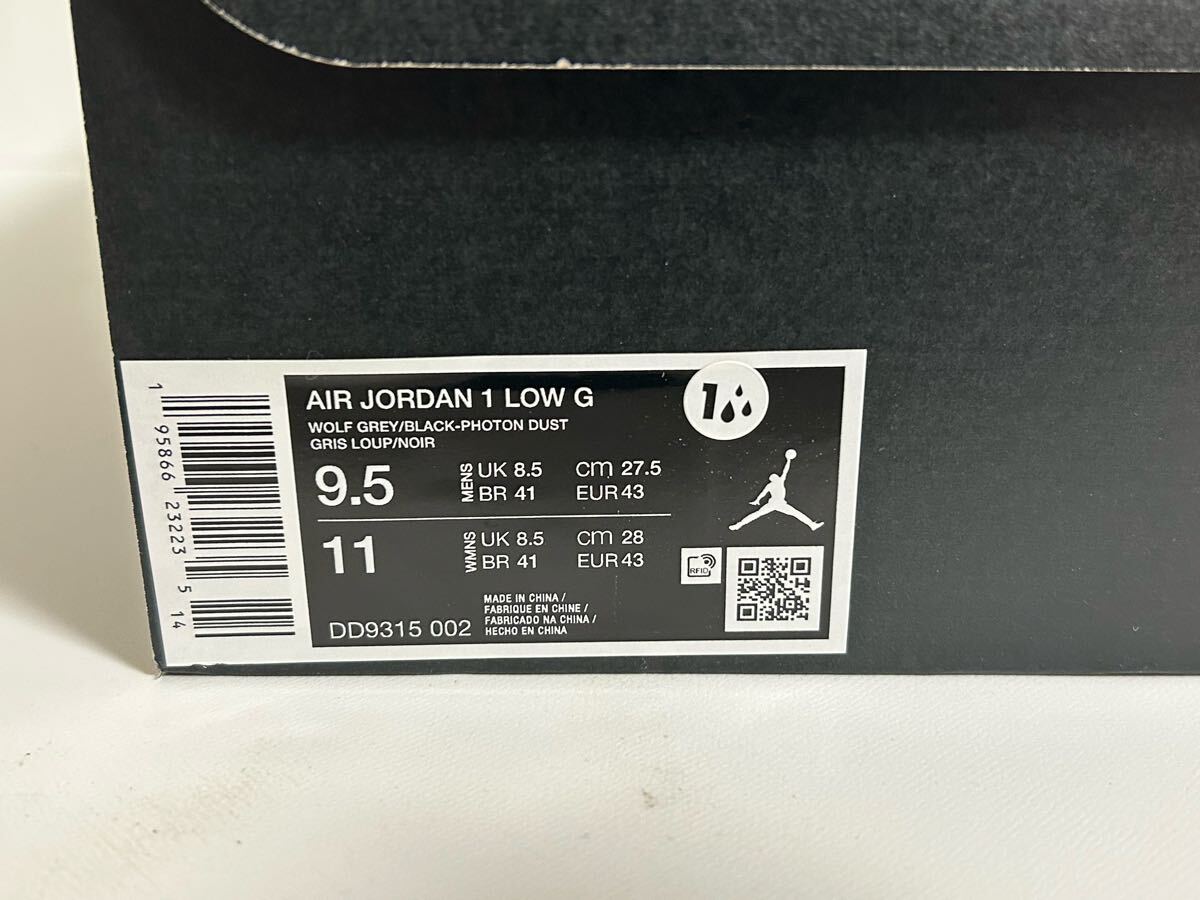 AIR JORDAN 1 LOW G
WOLF GREY/BLACK-PHOTON DUST
GRIS LOUP/NOIR
9.5 MENS UK 8.5 cm 27.5
BR 41 EUR 43
11 WMNS UK 8.5 cm 28
BR 41 EUR 43
DD9315 002
MADE IN CHINA /
FABRIQUE EN CHINE /
FABRICADO NA CHINA /
HECHO EN CHINA
1
RFID
1 95866 23223 5 14